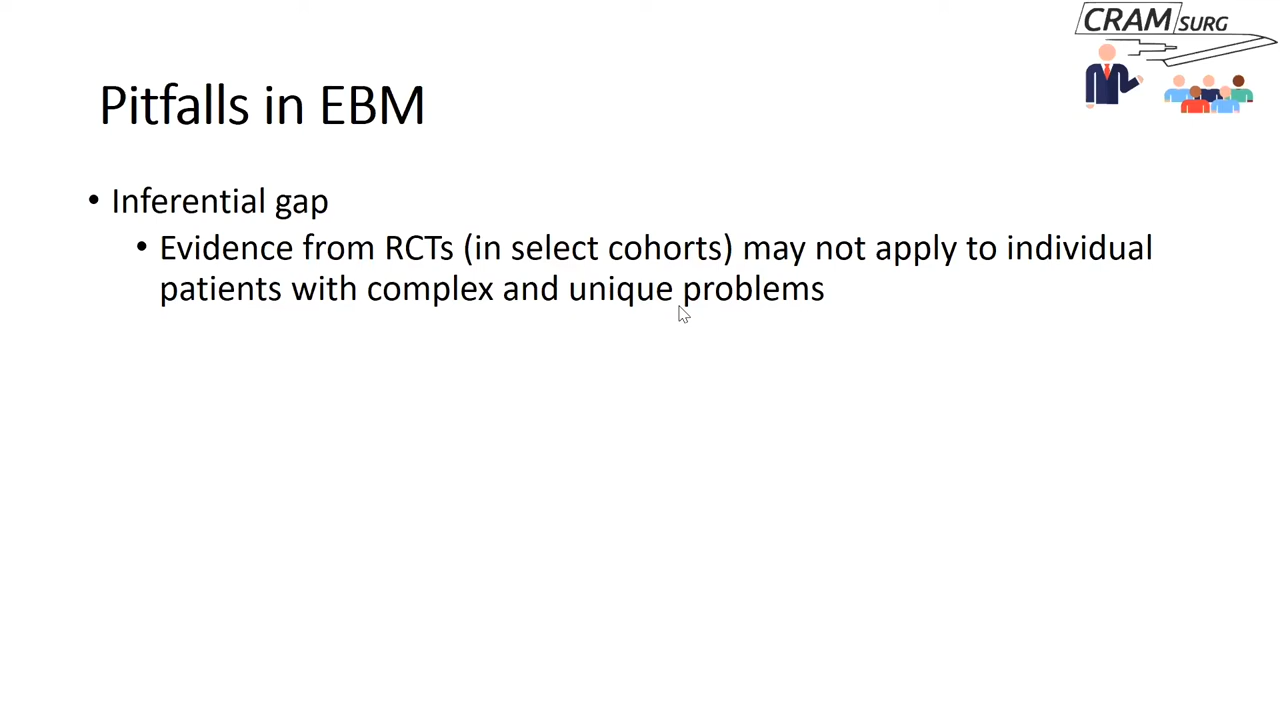 CRAM SURG
Pitfalls in EBM
• Inferential gap
• Evidence from RCTs (in select cohorts) may not apply to individual
patients with complex and unique problems